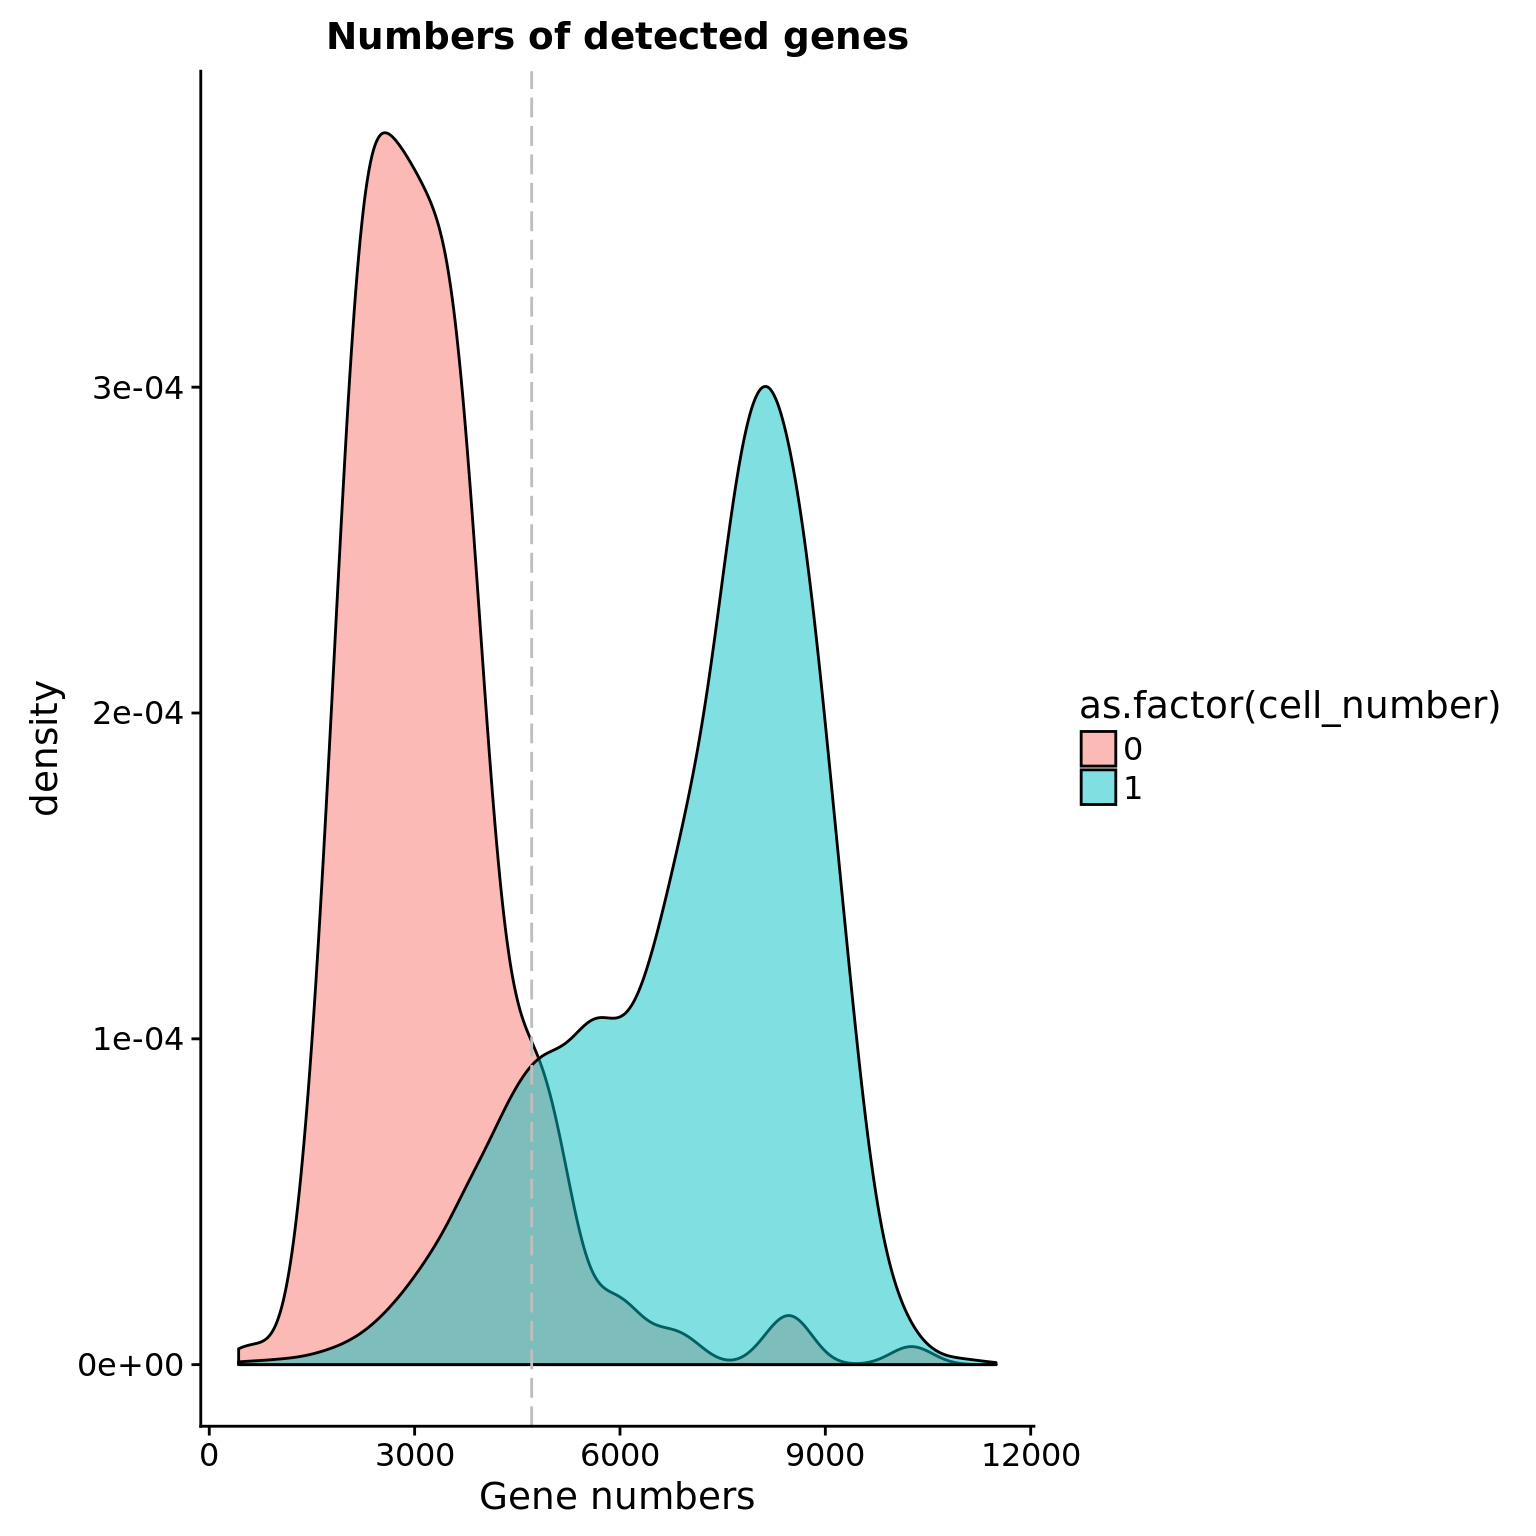 Numbers of detected genes
density
3e-04
2e-04
1e-04
0e+00
0 3000 6000 9000 12000
Gene numbers
as.factor(cell_number)
0
1